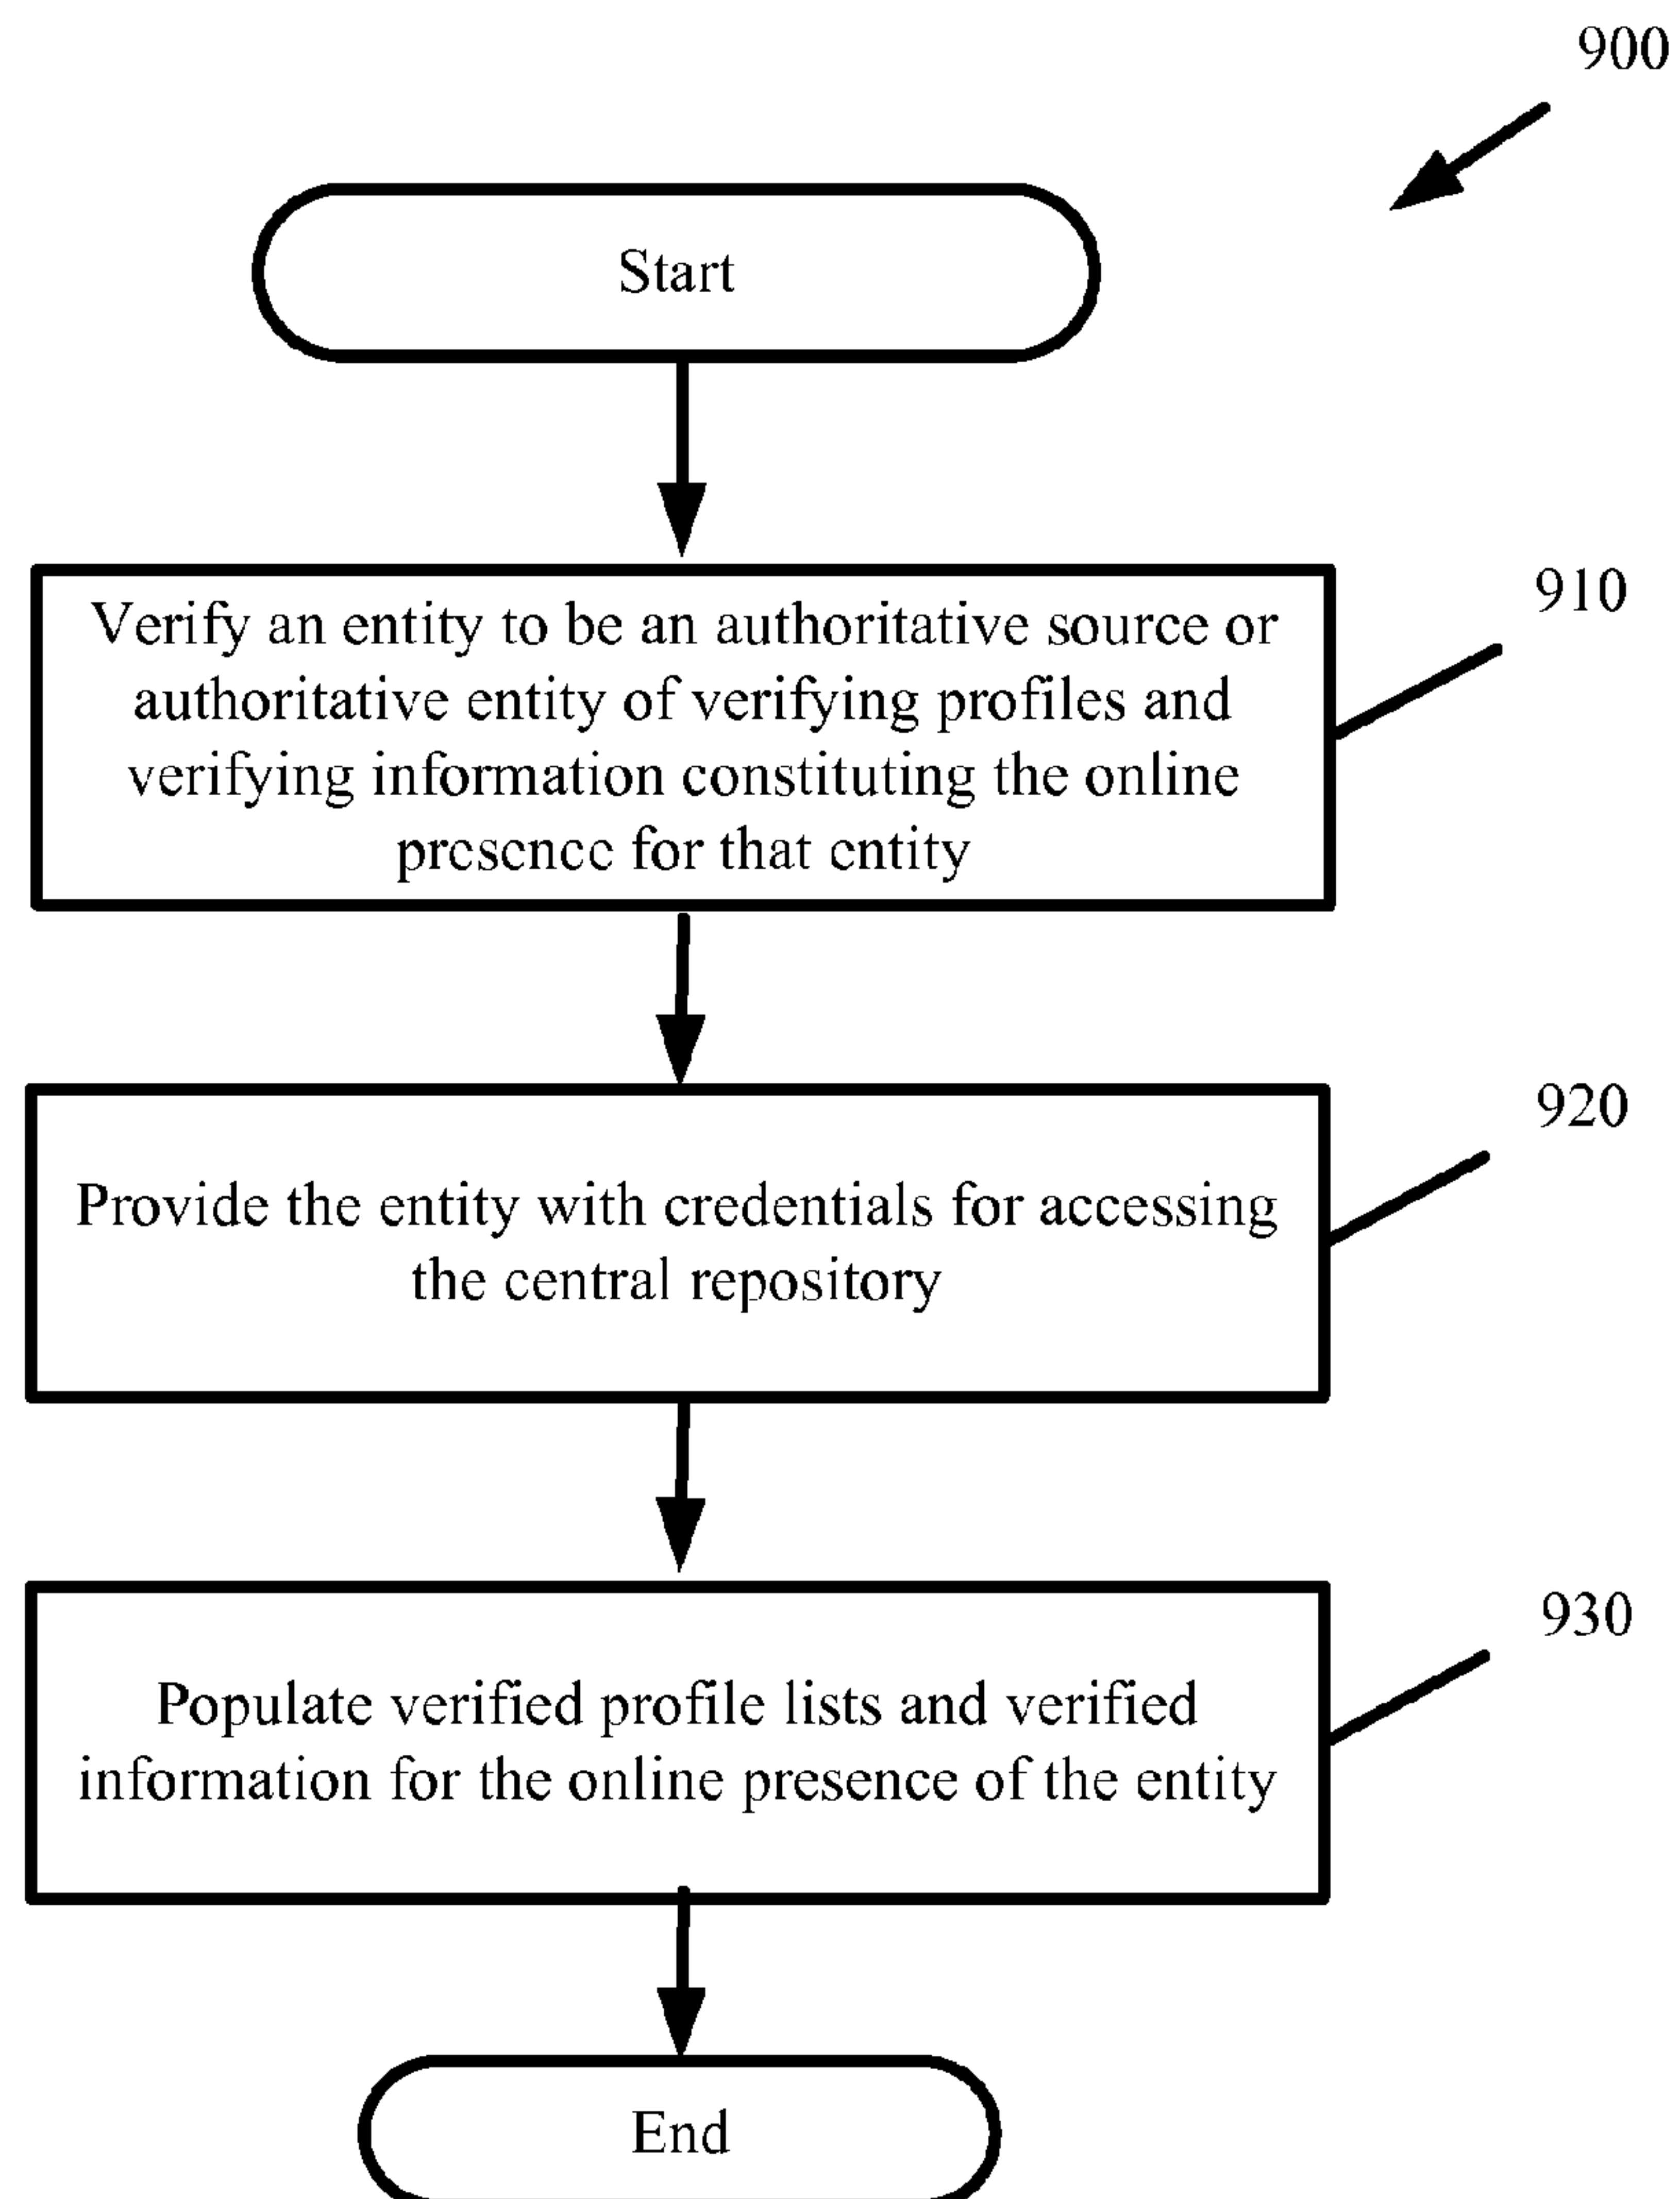 900
Start
910
Verify an entity to be an authoritative source or
authoritative entity of verifying profiles and
verifying information constituting the online
presence for that entity
920
Provide the entity with credentials for accessing
the central repository
930
Populate verified profile lists and verified
information for the online presence of the entity
End